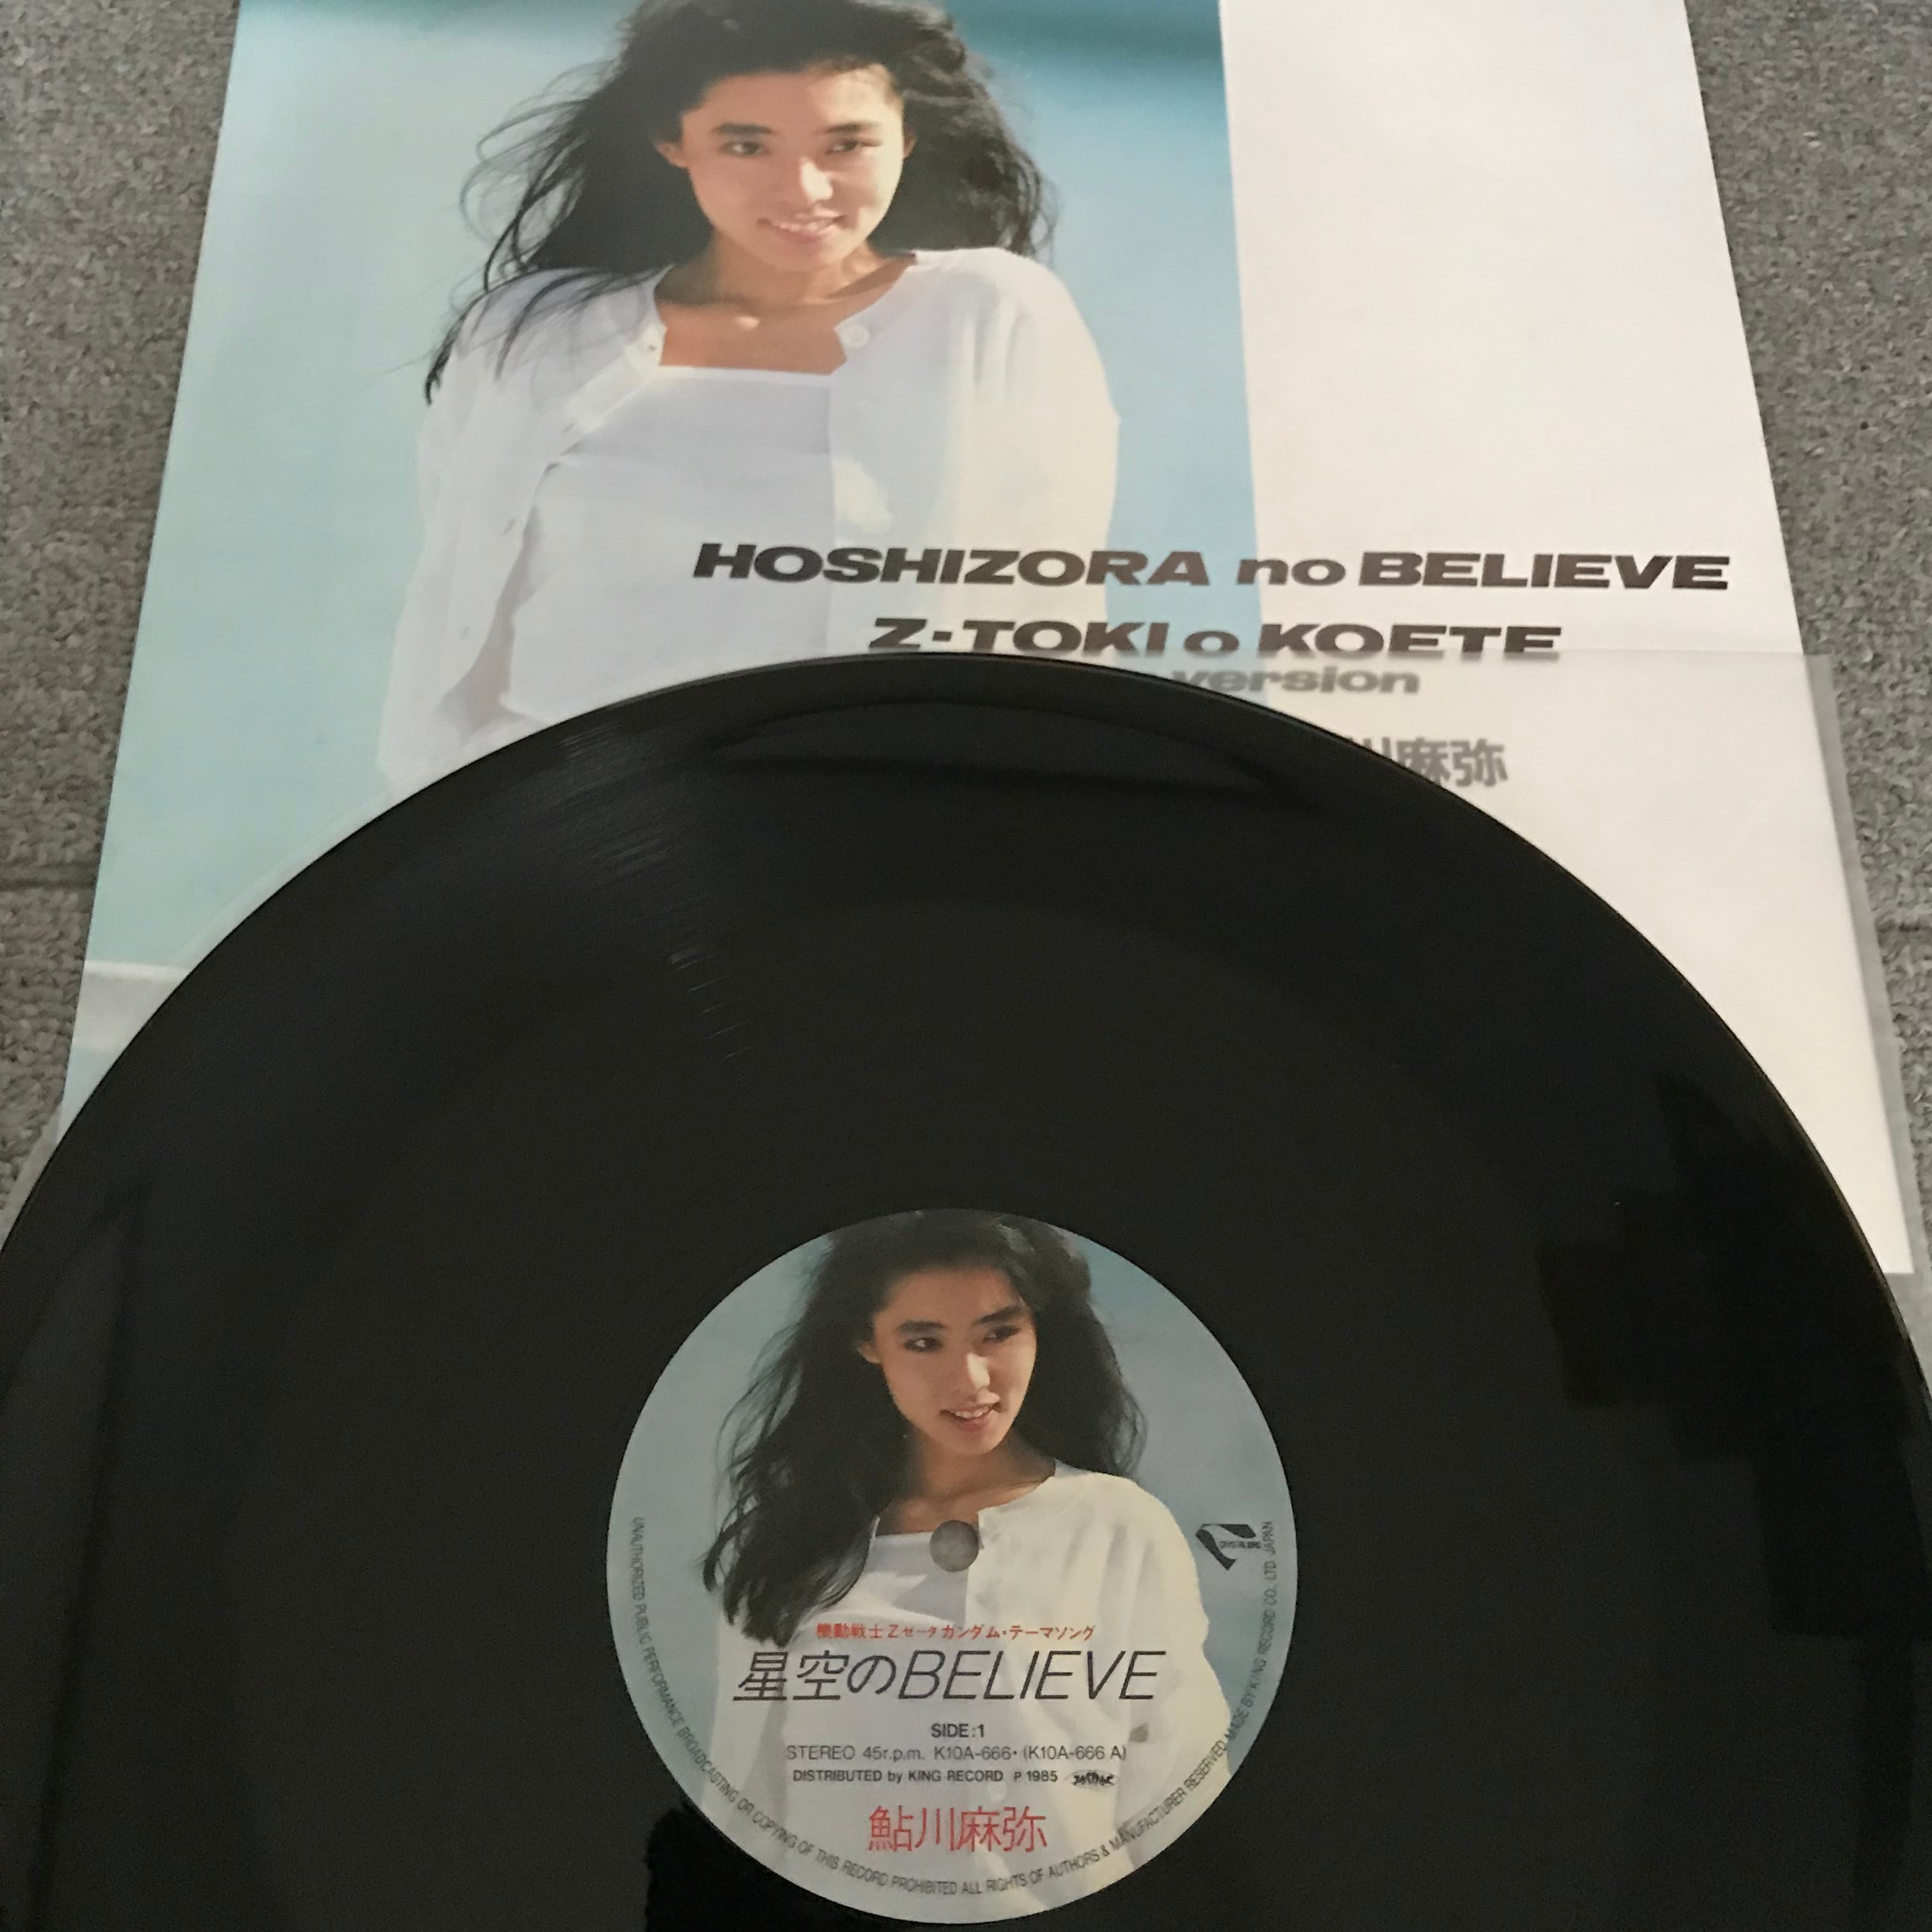 HOSHIZORA no BELIEVE
Z·TOKI o KOETE
version
川麻弥
機動戦士Zゼータガンダム・テーマソング
星空のBELIEVE
SIDE:1
STEREO 45r.p.m. K10A-666・(K10A-666 A)
DISTRIBUTED by KING RECORD P 1985
鮎川麻弥
UNAUTHORIZED PUBLIC PERFORMANCE BROADCASTING OR COPYING OF THIS RECORD PROHIBITED ALL RIGHTS OF AUTHORS & MANUFACTURER RESERVED. MADE BY KING RECORD CO., LTD. JAPAN